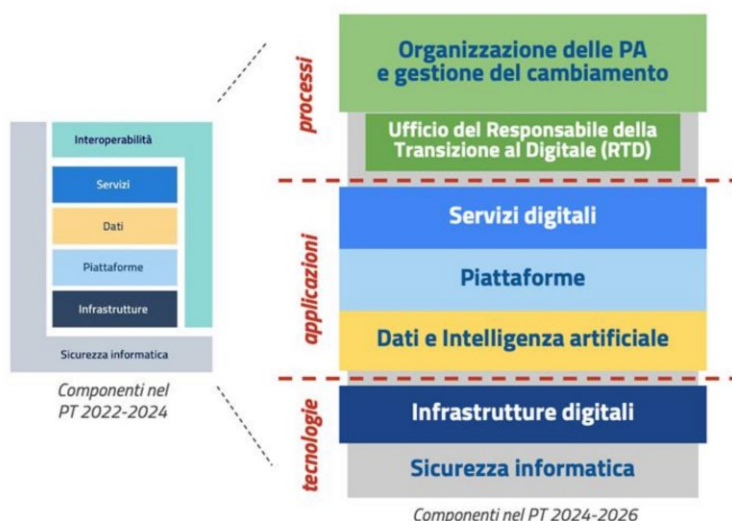 Interoperabilità
Servizi
Dati
Piattaforme
Infrastrutture
Sicurezza informatica
Componenti nel
PT 2022-2024
processi
Organizzazione delle PA
e gestione del cambiamento
Ufficio del Responsabile della
Transizione al Digitale (RTD)
applicazioni
Servizi digitali
Piattaforme
Dati e Intelligenza artificiale
tecnologie
Infrastrutture digitali
Sicurezza informatica
Componenti nel PT 2024-2026